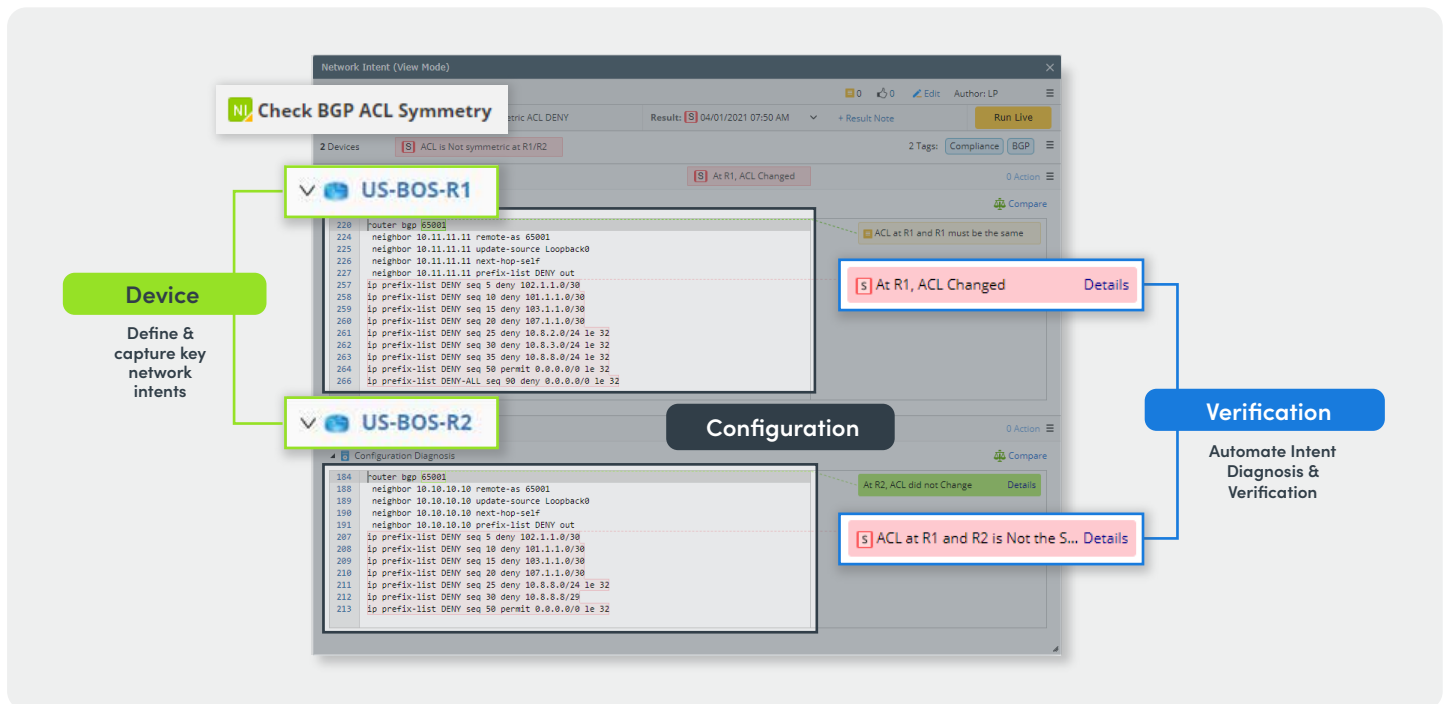 Network Intent (View Mode)
0 0 Edit Author: LP
NI Check BGP ACL Symmetry
etric ACL DENY Result: S 04/01/2021 07:50 AM + Result Note Run Live
2 Devices S ACL is Not symmetric at R1/R2 2 Tags: Compliance BGP
US-BOS-R1
S At R1, ACL Changed 0 Action
Compare
220 router bgp 65001
224 neighbor 10.11.11.11 remote-as 65001
225 neighbor 10.11.11.11 update-source Loopback0
226 neighbor 10.11.11.11 next-hop-self
227 neighbor 10.11.11.11 prefix-list DENY out
257 ip prefix-list DENY seq 5 deny 102.1.1.0/30
258 ip prefix-list DENY seq 10 deny 101.1.1.0/30
259 ip prefix-list DENY seq 15 deny 103.1.1.0/30
260 ip prefix-list DENY seq 20 deny 107.1.1.0/30
261 ip prefix-list DENY seq 25 deny 10.8.2.0/24 le 32
262 ip prefix-list DENY seq 30 deny 10.8.3.0/24 le 32
263 ip prefix-list DENY seq 35 deny 10.8.8.0/24 le 32
264 ip prefix-list DENY seq 50 permit 0.0.0.0/0 le 32
266 ip prefix-list DENY-ALL seq 90 deny 0.0.0.0/0 le 32
ACL at R1 and R1 must be the same
S At R1, ACL Changed Details
Device
Define &
capture key
network
intents
US-BOS-R2
Configuration
0 Action
Configuration Diagnosis
Compare
184 router bgp 65001
188 neighbor 10.10.10.10 remote-as 65001
189 neighbor 10.10.10.10 update-source Loopback0
190 neighbor 10.10.10.10 next-hop-self
191 neighbor 10.10.10.10 prefix-list DENY out
207 ip prefix-list DENY seq 5 deny 102.1.1.0/30
208 ip prefix-list DENY seq 10 deny 101.1.1.0/30
209 ip prefix-list DENY seq 15 deny 103.1.1.0/30
210 ip prefix-list DENY seq 20 deny 107.1.1.0/30
211 ip prefix-list DENY seq 25 deny 10.8.8.0/24 le 32
212 ip prefix-list DENY seq 30 deny 10.8.8.8/29
213 ip prefix-list DENY seq 50 permit 0.0.0.0/0 le 32
At R2, ACL did not Change Details
S ACL at R1 and R2 is Not the S... Details
Verification
Automate Intent
Diagnosis &
Verification